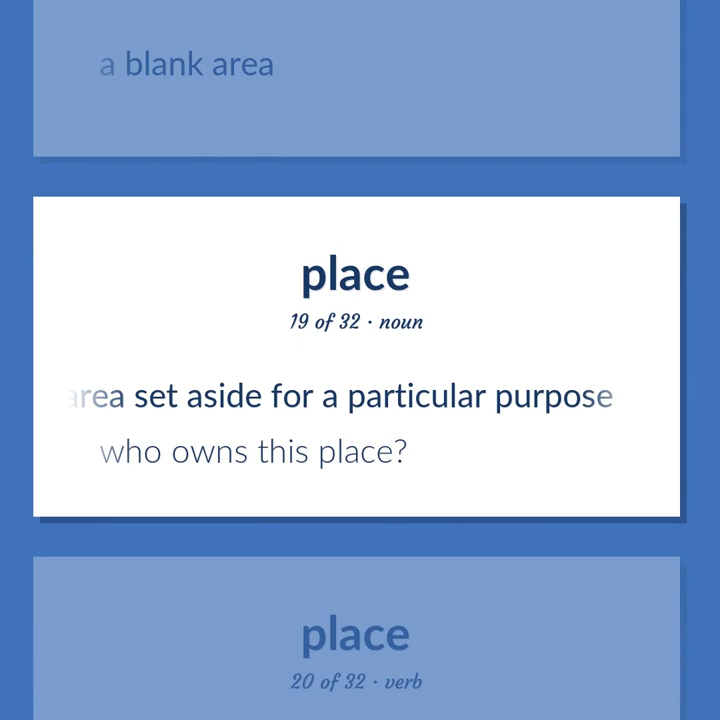 a blank area
place
19 of 32 · noun
area set aside for a particular purpose
who owns this place?
place
20 of 32 · verb